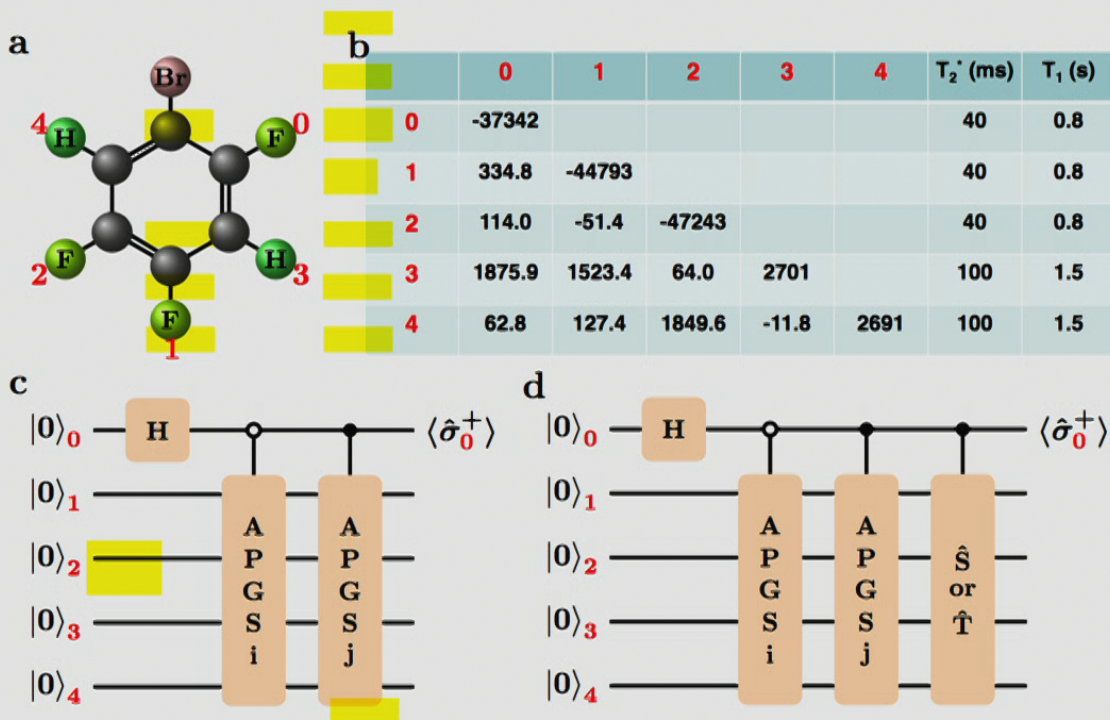 a
Br
4 H
F 0
2 F
H 3
F
1
b
0 1 2 3 4 T2* (ms) T1 (s)
0 -37342 40 0.8
1 334.8 -44793 40 0.8
2 114.0 -51.4 -47243 40 0.8
3 1875.9 1523.4 64.0 2701 100 1.5
4 62.8 127.4 1849.6 -11.8 2691 100 1.5
c
|0⟩0 H ⟨σ̂0+⟩
|0⟩1
|0⟩2
|0⟩3
|0⟩4
A P G S i
A P G S j
d
|0⟩0 H ⟨σ̂0+⟩
|0⟩1
|0⟩2
|0⟩3
|0⟩4
A P G S i
A P G S j
Ŝ
or
T̂